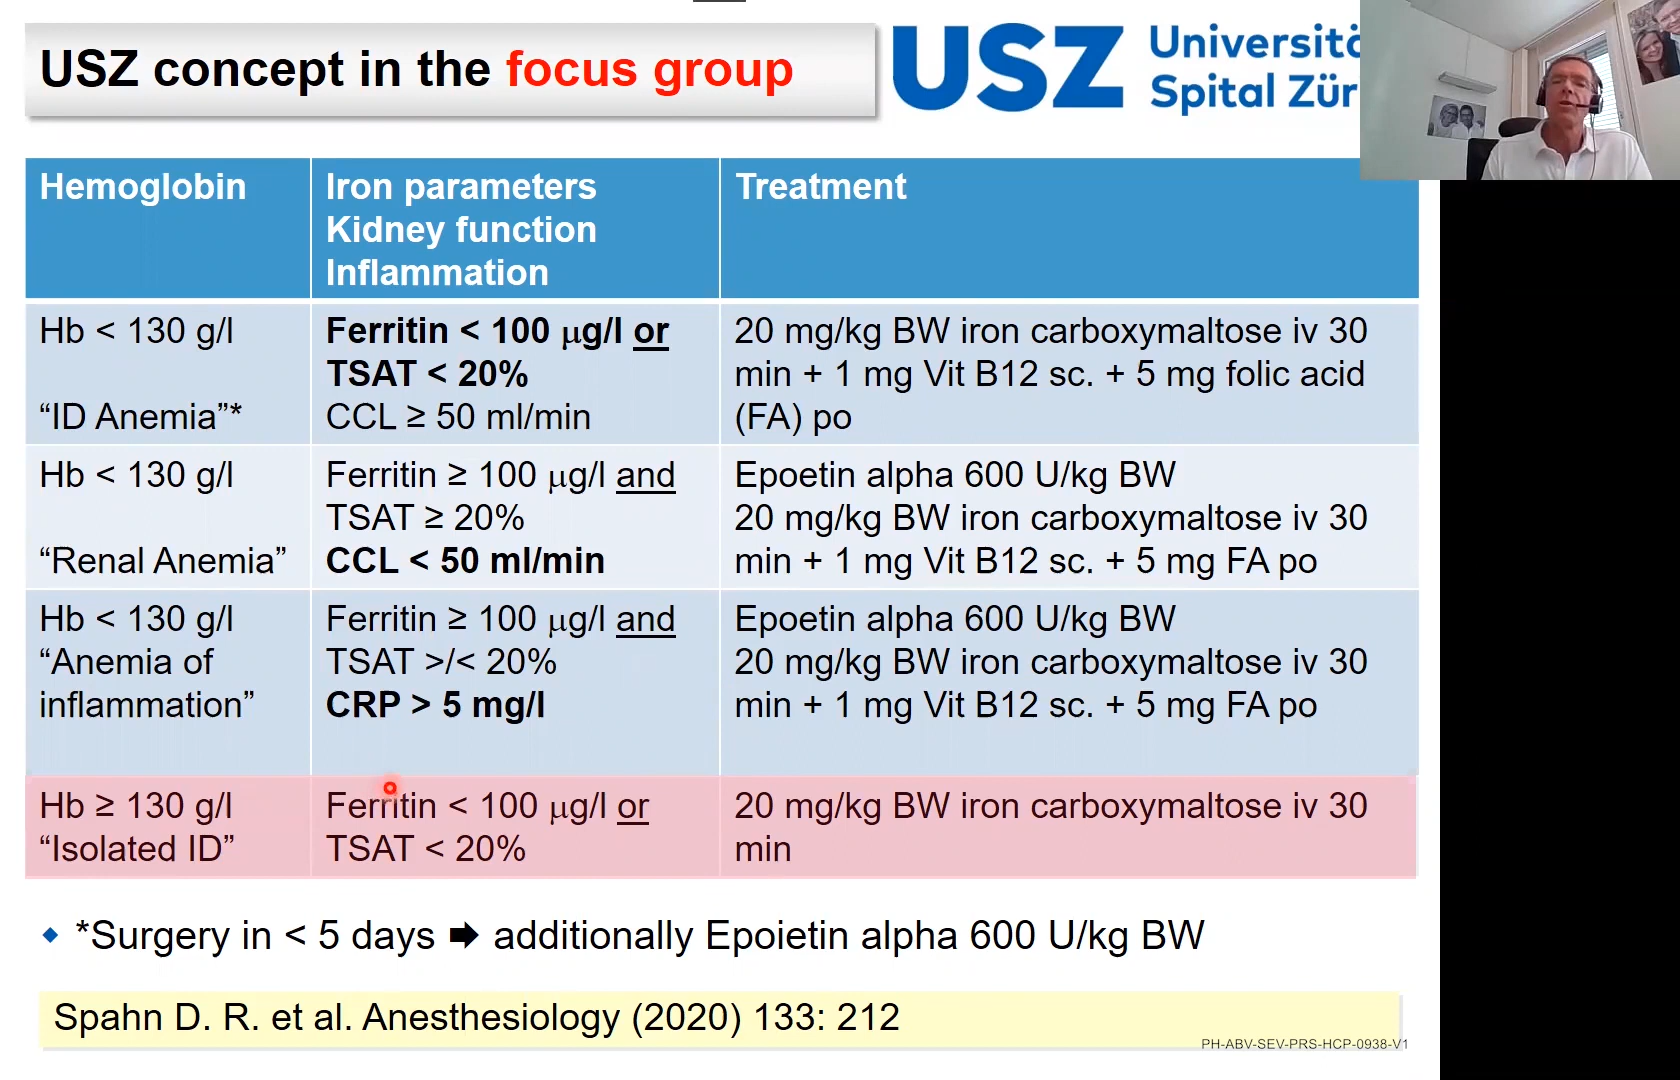 USZ concept in the focus group
USZ
Universitä
Spital Zür
Hemoglobin
Iron parameters
Kidney function
Inflammation
Treatment
Hb < 130 g/l
“ID Anemia”*
Ferritin < 100 µg/l or
TSAT < 20%
CCL ≥ 50 ml/min
20 mg/kg BW iron carboxymaltose iv 30
min + 1 mg Vit B12 sc. + 5 mg folic acid
(FA) po
Hb < 130 g/l
“Renal Anemia”
Ferritin ≥ 100 µg/l and
TSAT ≥ 20%
CCL < 50 ml/min
Epoetin alpha 600 U/kg BW
20 mg/kg BW iron carboxymaltose iv 30
min + 1 mg Vit B12 sc. + 5 mg FA po
Hb < 130 g/l
“Anemia of
inflammation”
Ferritin ≥ 100 µg/l and
TSAT >/< 20%
CRP > 5 mg/l
Epoetin alpha 600 U/kg BW
20 mg/kg BW iron carboxymaltose iv 30
min + 1 mg Vit B12 sc. + 5 mg FA po
Hb ≥ 130 g/l
“Isolated ID”
Ferritin < 100 µg/l or
TSAT < 20%
20 mg/kg BW iron carboxymaltose iv 30
min
*Surgery in < 5 days 🡆 additionally Epoietin alpha 600 U/kg BW
Spahn D. R. et al. Anesthesiology (2020) 133: 212
PH-ABV-SEV-PRS-HCP-0938-V1